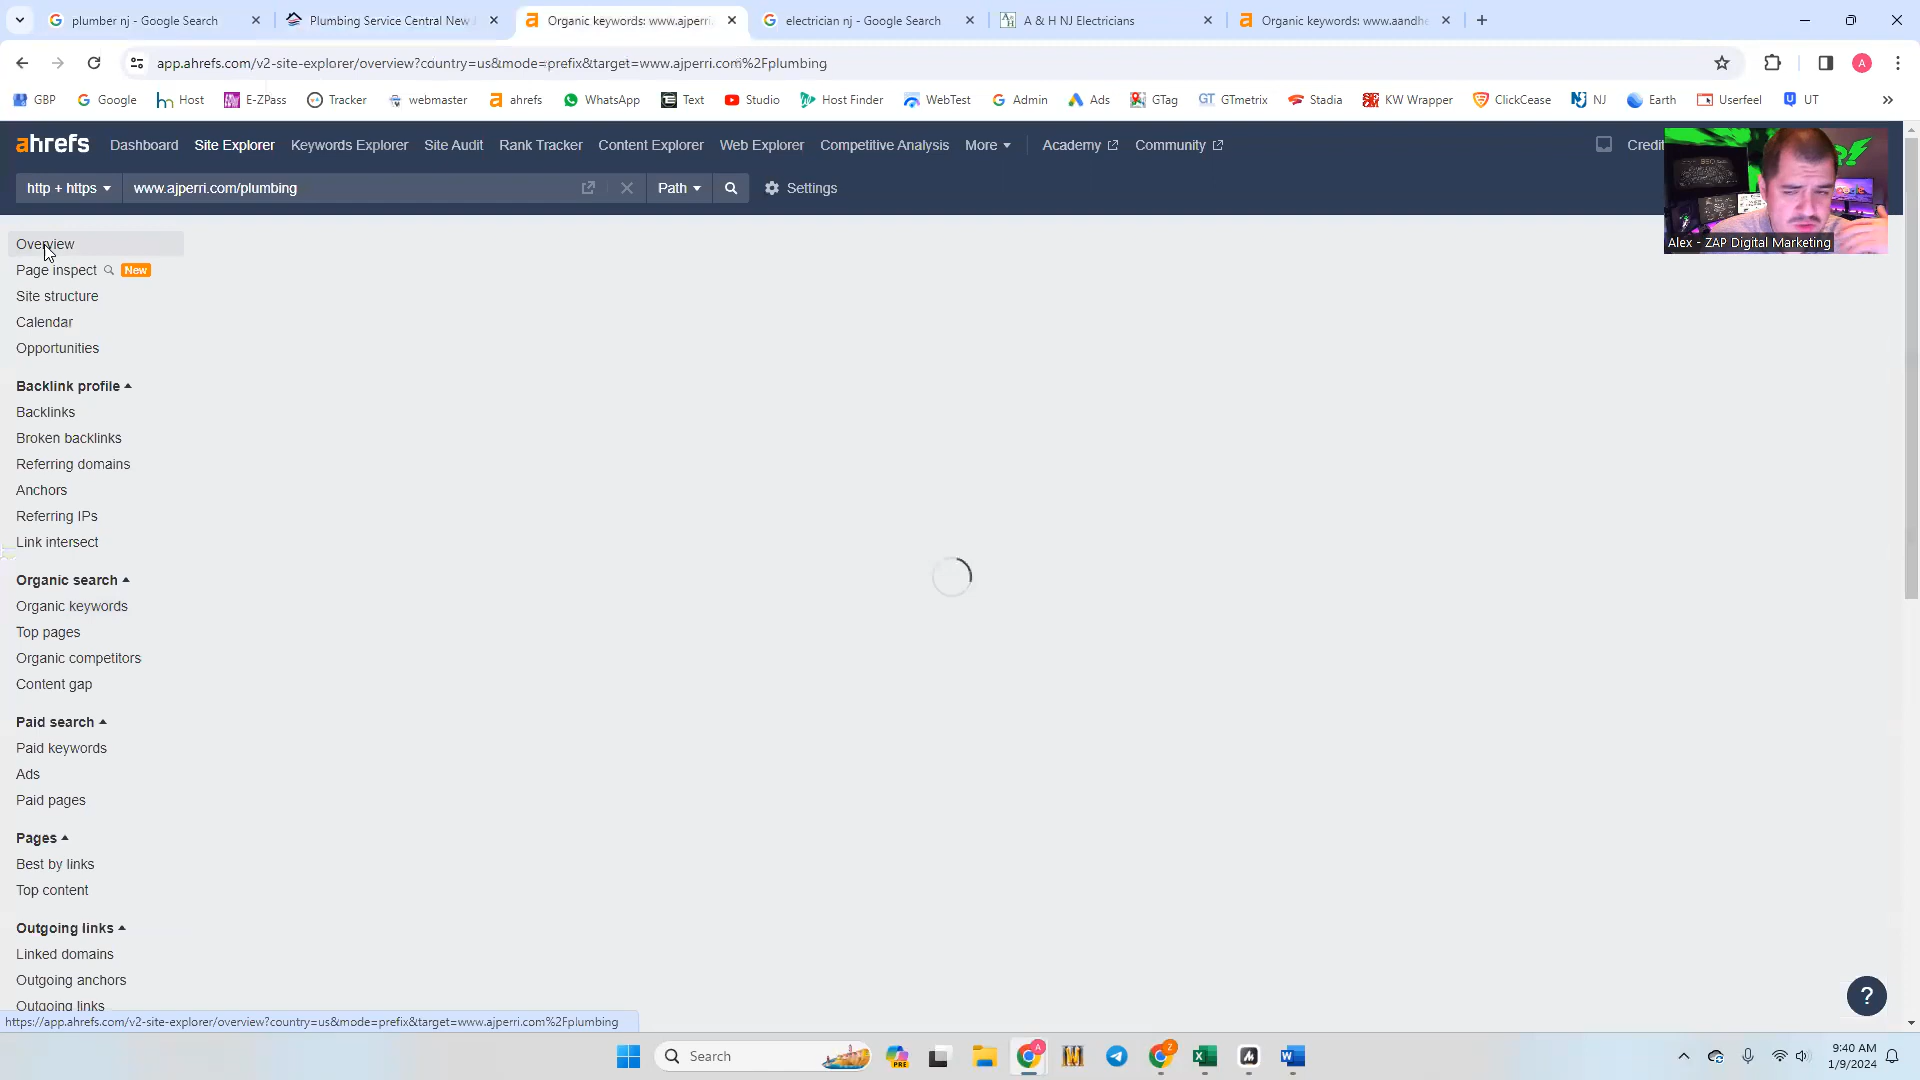 plumber nj - Google Search
Plumbing Service Central New J
Organic keywords: www.ajperri.
electrician nj - Google Search
A & H NJ Electricians
Organic keywords: www.aandhe
app.ahrefs.com/v2-site-explorer/overview?country=us&mode=prefix&target=www.ajperri.com%2Fplumbing
GBP Google Host E-ZPass Tracker webmaster ahrefs WhatsApp Text Studio Host Finder WebTest Admin Ads GTag GTmetrix Stadia KW Wrapper ClickCease NJ Earth Userfeel UT
ahrefs Dashboard Site Explorer Keywords Explorer Site Audit Rank Tracker Content Explorer Web Explorer Competitive Analysis More Academy Community Credit
http + https www.ajperri.com/plumbing Path Settings
Alex - ZAP Digital Marketing
Overview
Page inspect New
Site structure
Calendar
Opportunities
Backlink profile
Backlinks
Broken backlinks
Referring domains
Anchors
Referring IPs
Link intersect
Organic search
Organic keywords
Top pages
Organic competitors
Content gap
Paid search
Paid keywords
Ads
Paid pages
Pages
Best by links
Top content
Outgoing links
Linked domains
Outgoing anchors
Outgoing links
?
https://app.ahrefs.com/v2-site-explorer/overview?country=us&mode=prefix&target=www.ajperri.com%2Fplumbing
Search
9:40 AM
1/9/2024